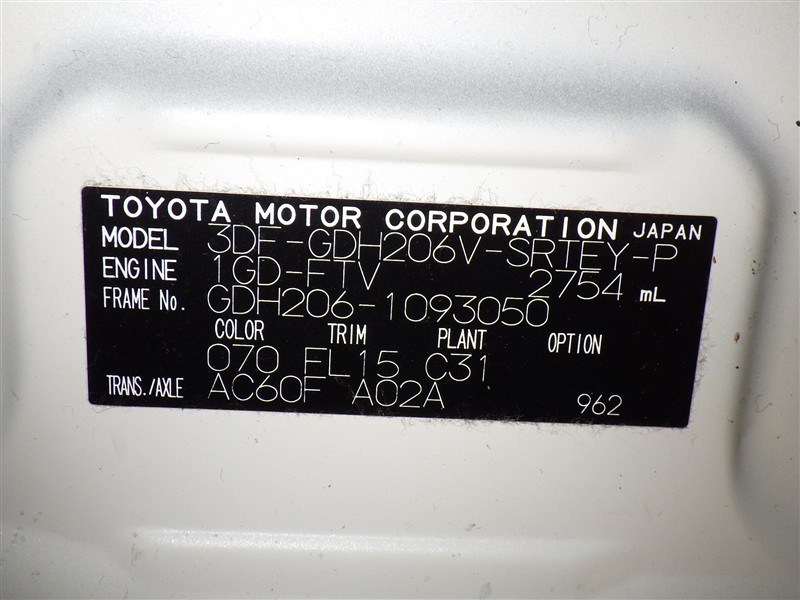 TOYOTA MOTOR CORPORATION JAPAN
MODEL 3DF-GDH206V-SRTEY-P
ENGINE 1GD-FTV 2754 mL
FRAME No. GDH206-1093050
COLOR TRIM PLANT OPTION
070 FL15 C31
TRANS./AXLE AC60F A02A 962